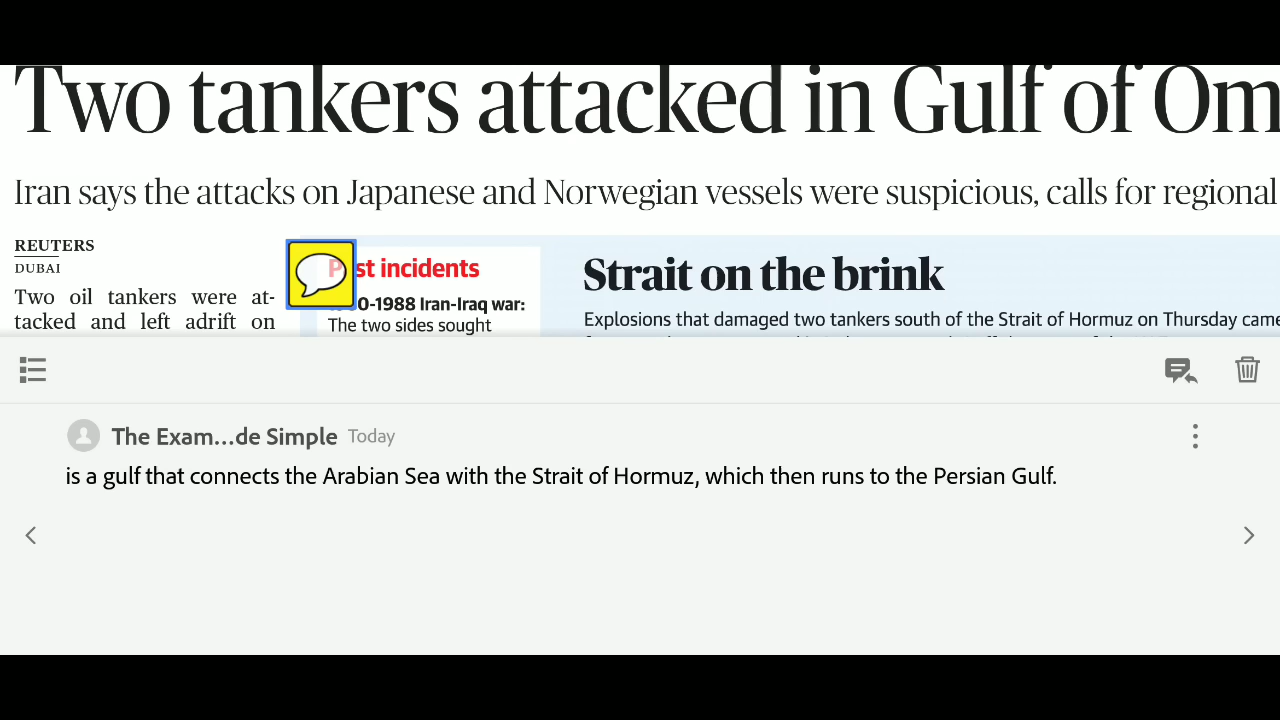 Two tankers attacked in Gulf of Om
Iran says the attacks on Japanese and Norwegian vessels were suspicious, calls for regional
REUTERS
DUBAI
Two oil tankers were at-
tacked and left adrift on
Past incidents
0-1988 Iran-Iraq war:
The two sides sought
Strait on the brink
Explosions that damaged two tankers south of the Strait of Hormuz on Thursday came
The Exam…de Simple Today
is a gulf that connects the Arabian Sea with the Strait of Hormuz, which then runs to the Persian Gulf.